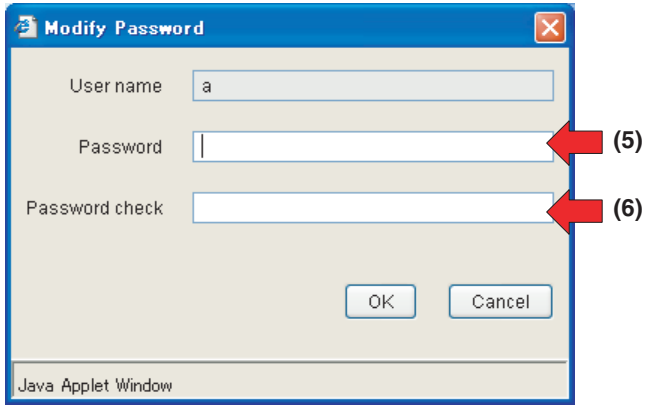 Modify Password
User name a
Password (5)
Password check (6)
OK Cancel
Java Applet Window